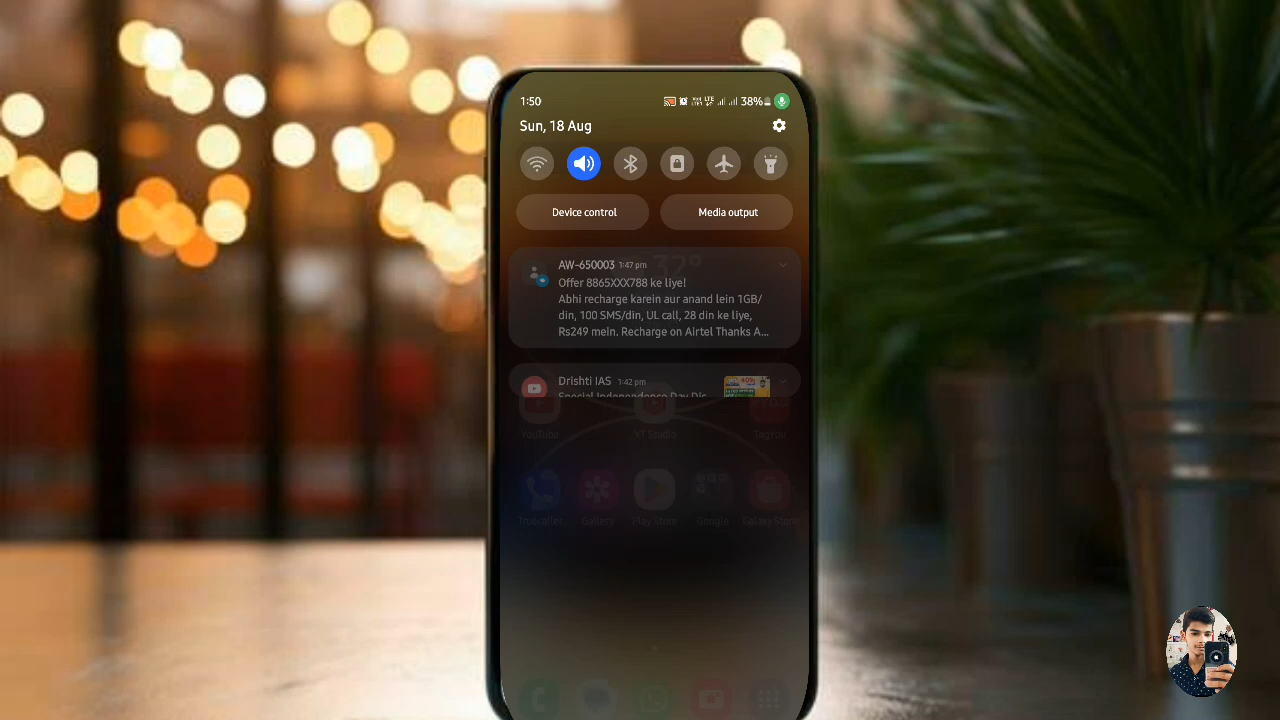 1:50
38%
Sun, 18 Aug
Device control
Media output
AW-650003 1:47 pm
32°
Offer 8865XXX788 ke liye!
Abhi recharge karein aur anand lein 1GB/
din, 100 SMS/din, UL call, 28 din ke liye,
Rs249 mein. Recharge on Airtel Thanks A...
Drishti IAS 1:42 pm
Special Independence Day Dis
YouTube
YT Studio
Truecaller
Gallery
Play Store
Google
Galaxy Store